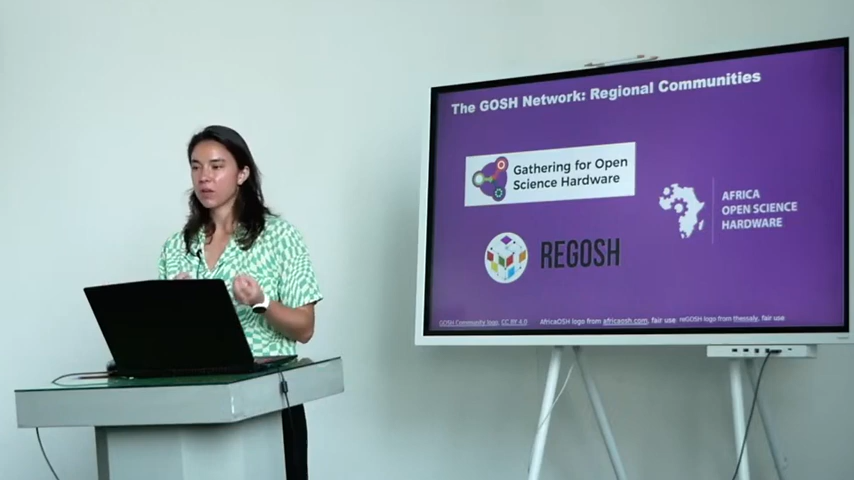 The GOSH Network: Regional Communities
Gathering for Open
Science Hardware
AFRICA
OPEN SCIENCE
HARDWARE
REGOSH
GOSH Community logo, CC BY 4.0
AfricaOSH logo from africaosh.com, fair use
reGOSH logo from thessaly, fair use